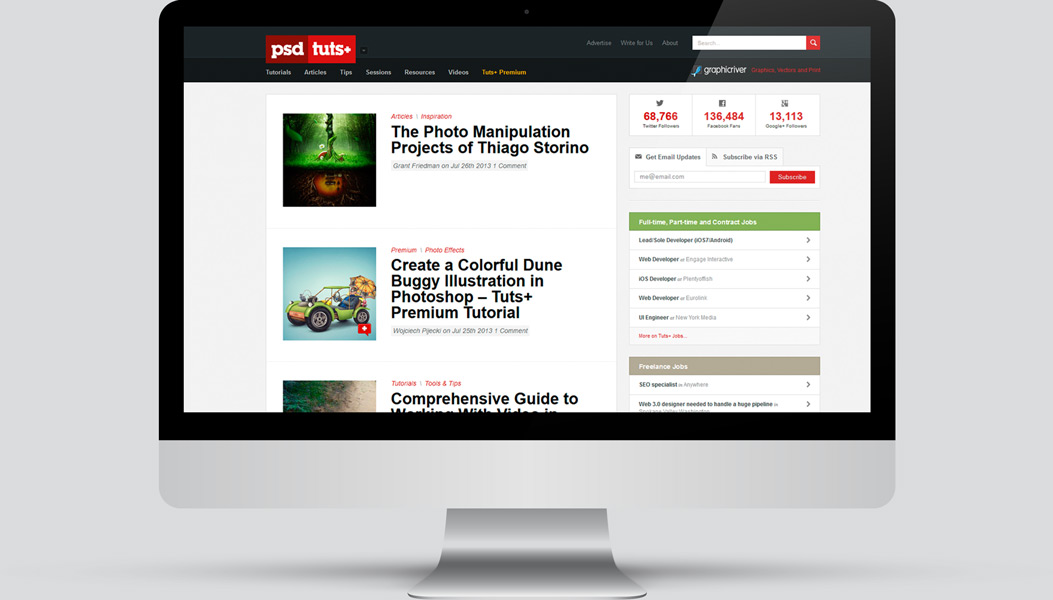 psd tuts+
Advertise Write for Us About
Search...
Tutorials Articles Tips Sessions Resources Videos Tuts+ Premium
graphicriver Graphics, Vectors and Print
Articles \ Inspiration
The Photo Manipulation
Projects of Thiago Storino
Grant Friedman on Jul 26th 2013 1 Comment
Premium \ Photo Effects
Create a Colorful Dune
Buggy Illustration in
Photoshop – Tuts+
Premium Tutorial
Wojciech Pijecki on Jul 25th 2013 1 Comment
Tutorials \ Tools & Tips
Comprehensive Guide to
Working With Video in
68,766 136,484 13,113
Twitter Followers Facebook Fans Google+ Followers
Get Email Updates Subscribe via RSS
me@email.com Subscribe
Full-time, Part-time and Contract Jobs
Lead/Sole Developer (iOS7/Android)
Web Developer at Engage Interactive
iOS Developer at Plentyoffish
Web Developer at Eurolink
UI Engineer at New York Media
More on Tuts+ Jobs...
Freelance Jobs
SEO specialist in Anywhere
Web 3.0 designer needed to handle a huge pipeline in